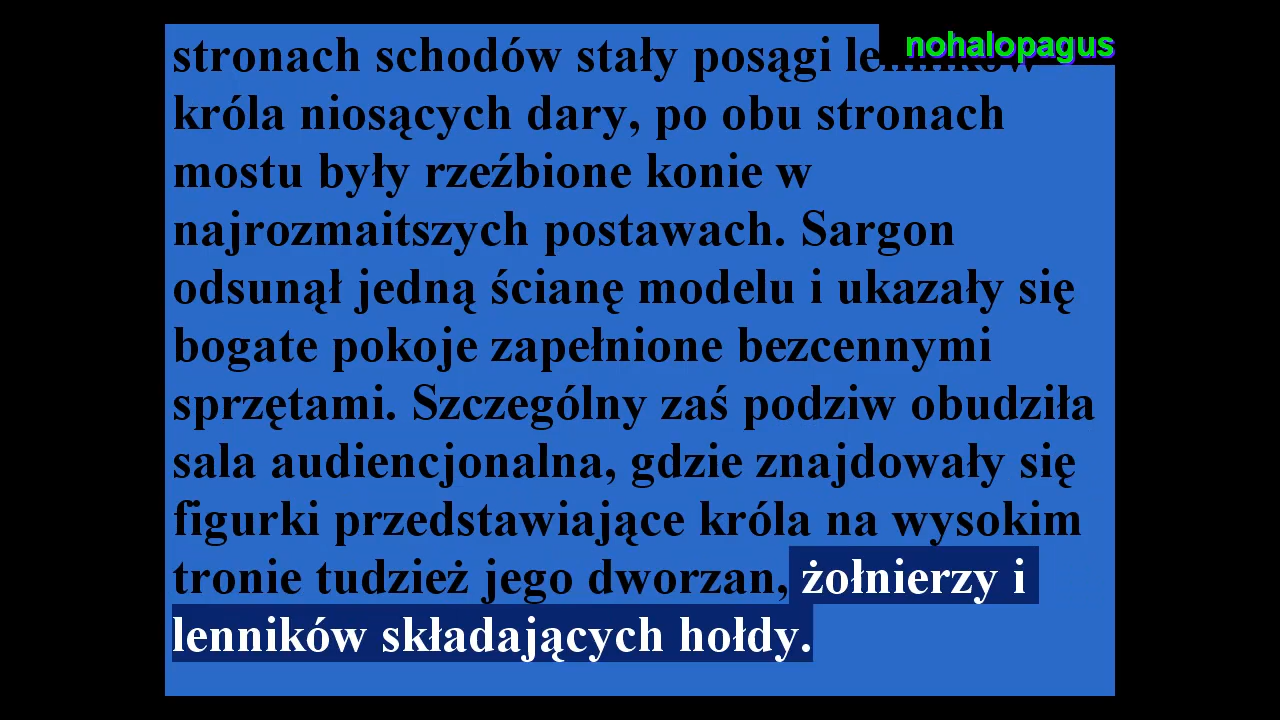 stronach schodów stały posągi lenników
nohalopagus
króla niosących dary, po obu stronach
mostu były rzeźbione konie w
najrozmaitszych postawach. Sargon
odsunął jedną ścianę modelu i ukazały się
bogate pokoje zapełnione bezcennymi
sprzętami. Szczególny zaś podziw obudziła
sala audiencjonalna, gdzie znajdowały się
figurki przedstawiające króla na wysokim
tronie tudzież jego dworzan, żołnierzy i
lenników składających hołdy.